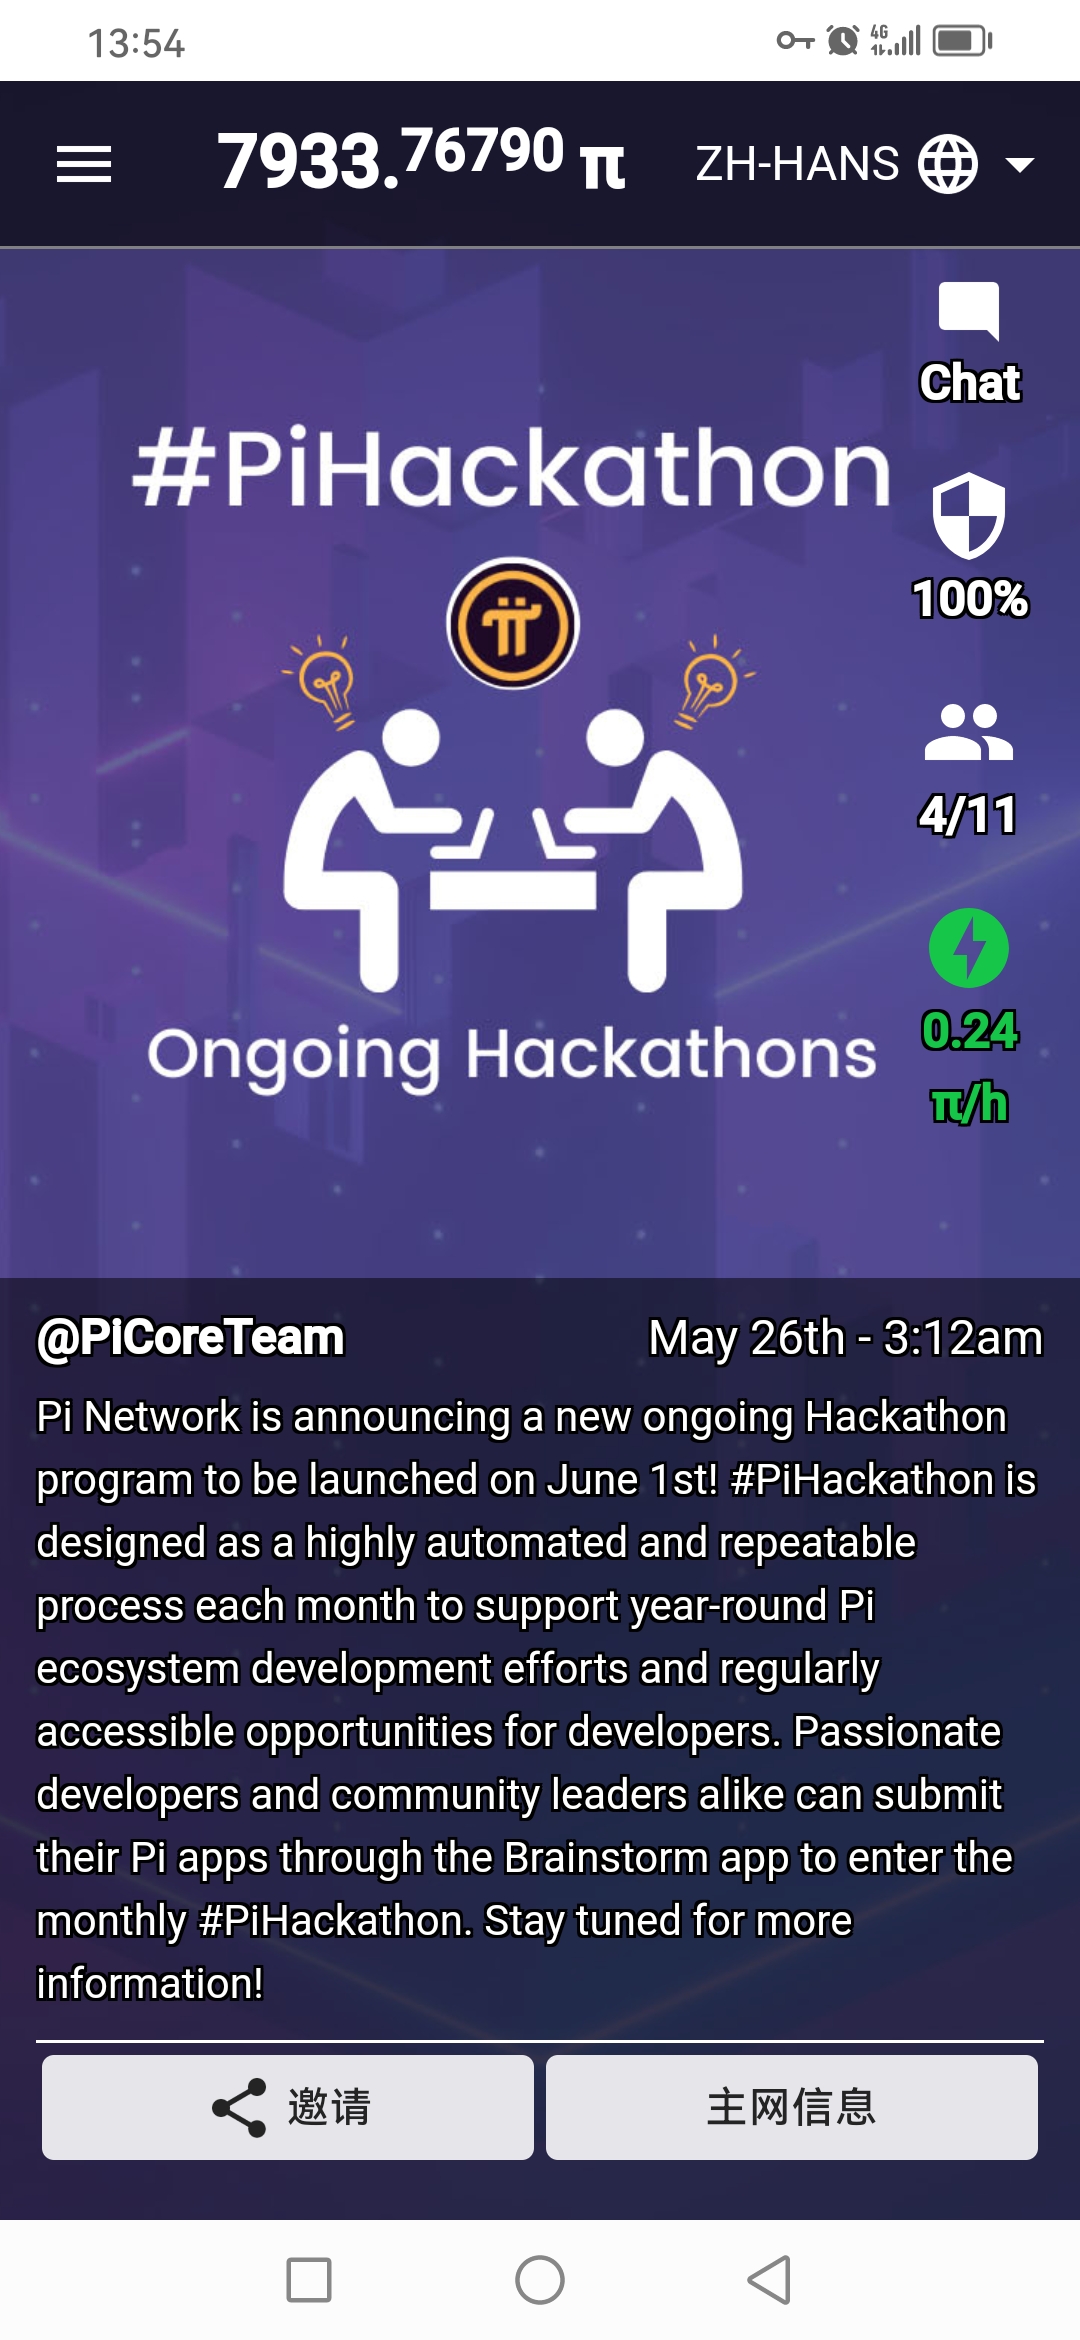 13:54
4G
7933.76790 π
ZH-HANS
Chat
#PiHackathon
100%
4/11
0.24
π/h
Ongoing Hackathons
@PiCoreTeam
May 26th - 3:12am
Pi Network is announcing a new ongoing Hackathon
program to be launched on June 1st! #PiHackathon is
designed as a highly automated and repeatable
process each month to support year-round Pi
ecosystem development efforts and regularly
accessible opportunities for developers. Passionate
developers and community leaders alike can submit
their Pi apps through the Brainstorm app to enter the
monthly #PiHackathon. Stay tuned for more
information!
邀请
主网信息